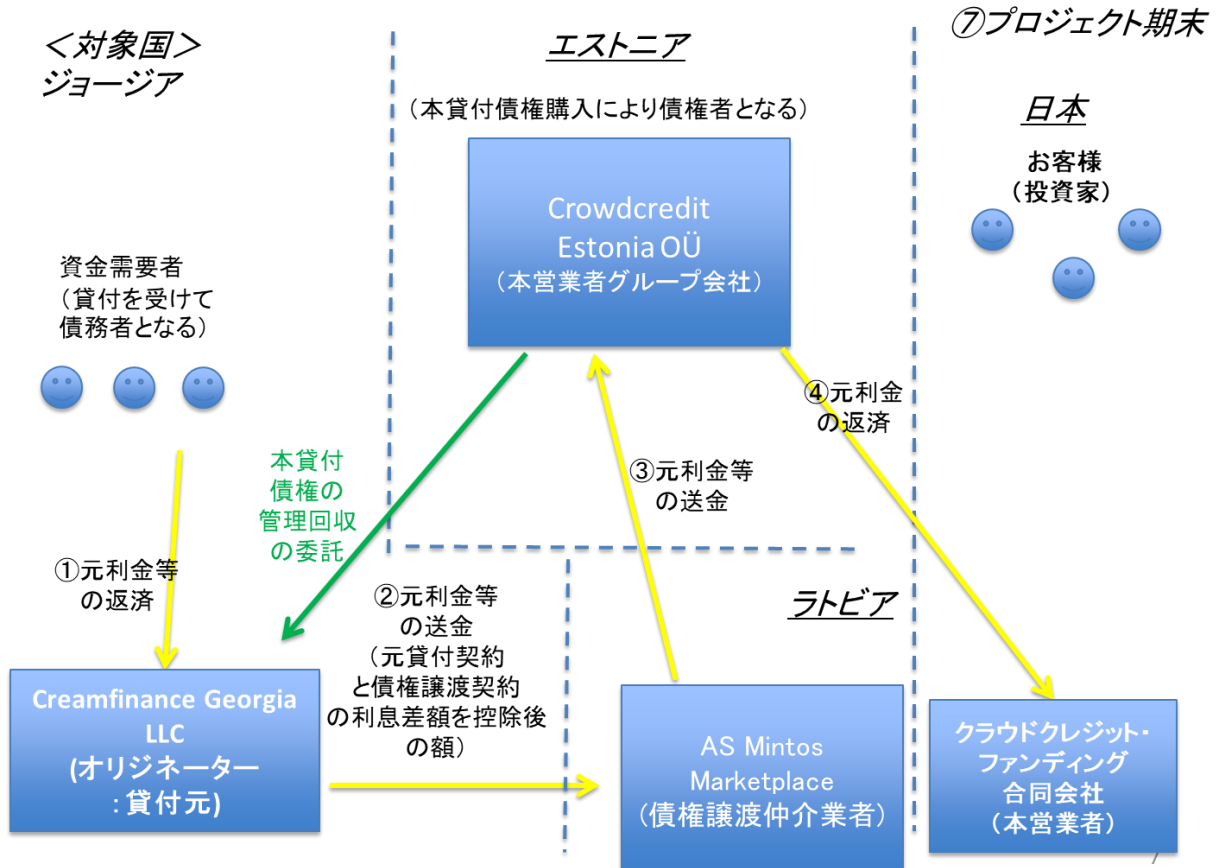 ＜対象国＞
ジョージア
エストニア
⑦プロジェクト期末
（本貸付債権購入により債権者となる）
日本
お客様
（投資家）
Crowdcredit
Estonia OÜ
（本営業者グループ会社）
資金需要者
（貸付を受けて
債務者となる）
④元利金
の返済
本貸付
債権の
管理回収
の委託
③元利金等
の送金
①元利金等
の返済
②元利金等
の送金
（元貸付契約
と債権譲渡契約
の利息差額を控除後
の額）
ラトビア
Creamfinance Georgia
LLC
(オリジネーター
：貸付元)
AS Mintos
Marketplace
（債権譲渡仲介業者）
クラウドクレジット・
ファンディング
合同会社
（本営業者）